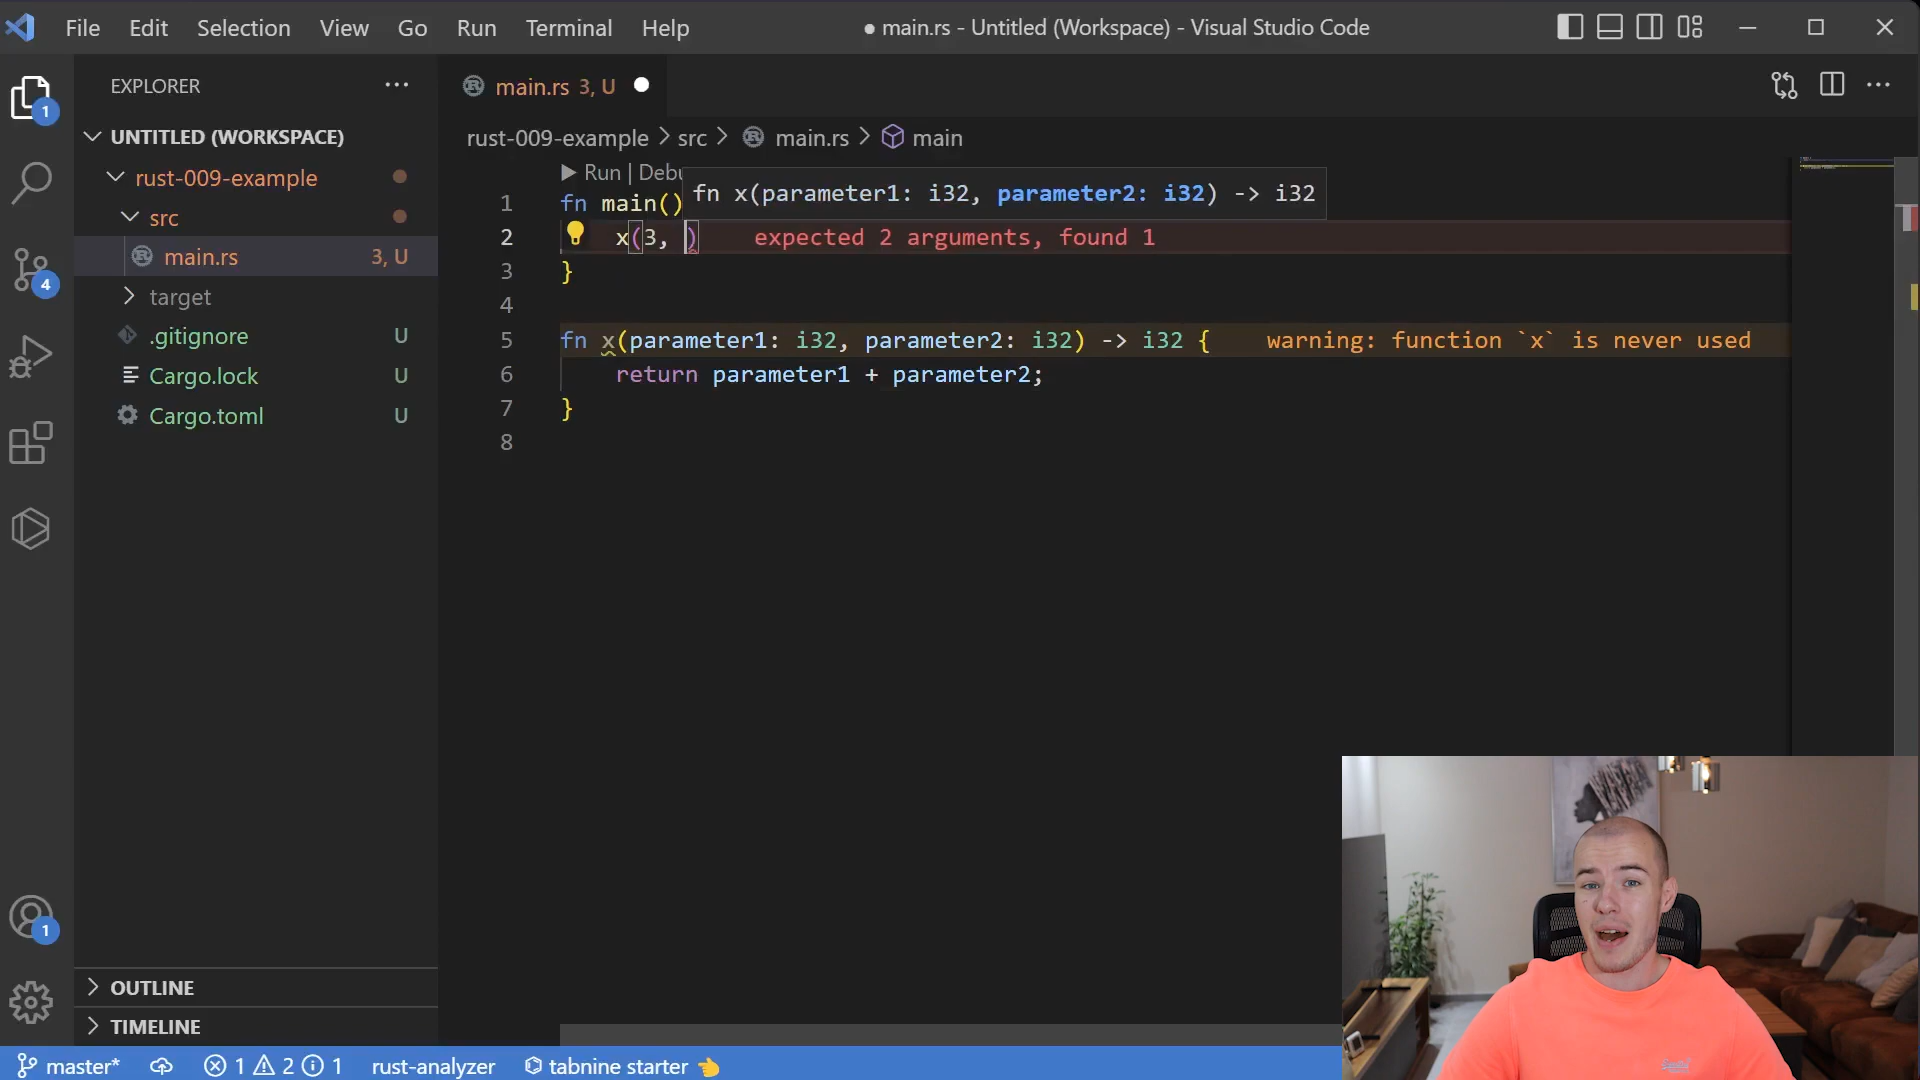 File Edit Selection View Go Run Terminal Help
● main.rs - Untitled (Workspace) - Visual Studio Code
EXPLORER
main.rs 3, U
1
UNTITLED (WORKSPACE)
rust-009-example > src > main.rs > main
rust-009-example
src
main.rs 3, U
target
.gitignore U
Cargo.lock U
Cargo.toml U
4
Run | Debu
fn x(parameter1: i32, parameter2: i32) -> i32
1 fn main()
2 x(3, ) expected 2 arguments, found 1
3 }
4
5 fn x(parameter1: i32, parameter2: i32) -> i32 { warning: function `x` is never used
6 return parameter1 + parameter2;
7 }
8
1
OUTLINE
TIMELINE
master* 1 2 1 rust-analyzer tabnine starter 👈